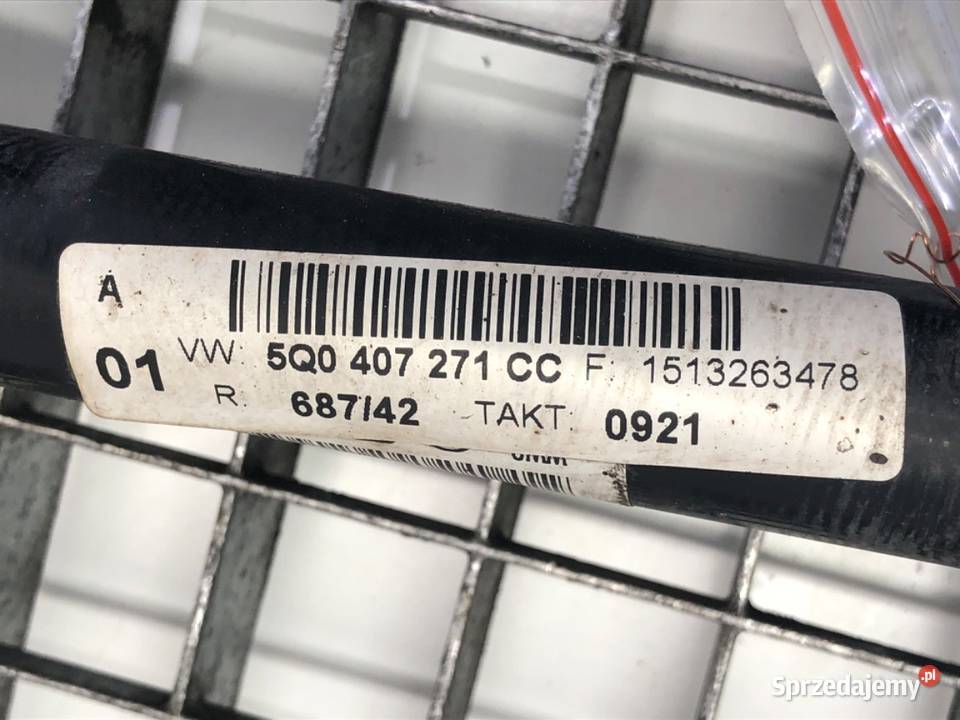 A
01
VW: 5Q0 407 271 CC F: 1513263478
R: 687/42 TAKT: 0921
Sprzedajemy.pl